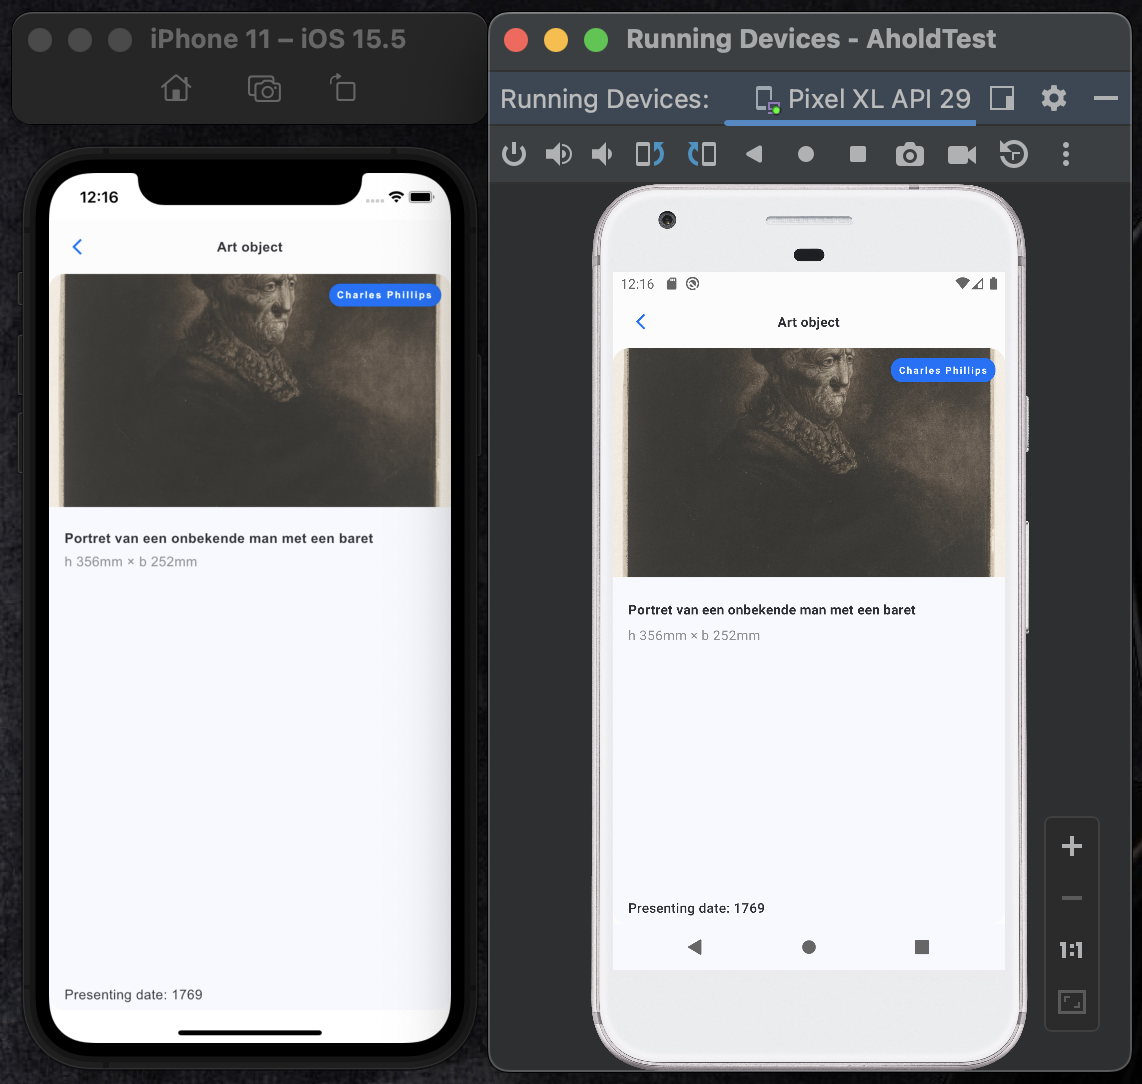 iPhone 11 – iOS 15.5
12:16
Art object
Charles Phillips
Portret van een onbekende man met een baret
h 356mm × b 252mm
Presenting date: 1769
Running Devices - AholdTest
Running Devices:
Pixel XL API 29
12:16
Art object
Charles Phillips
Portret van een onbekende man met een baret
h 356mm × b 252mm
Presenting date: 1769
1:1